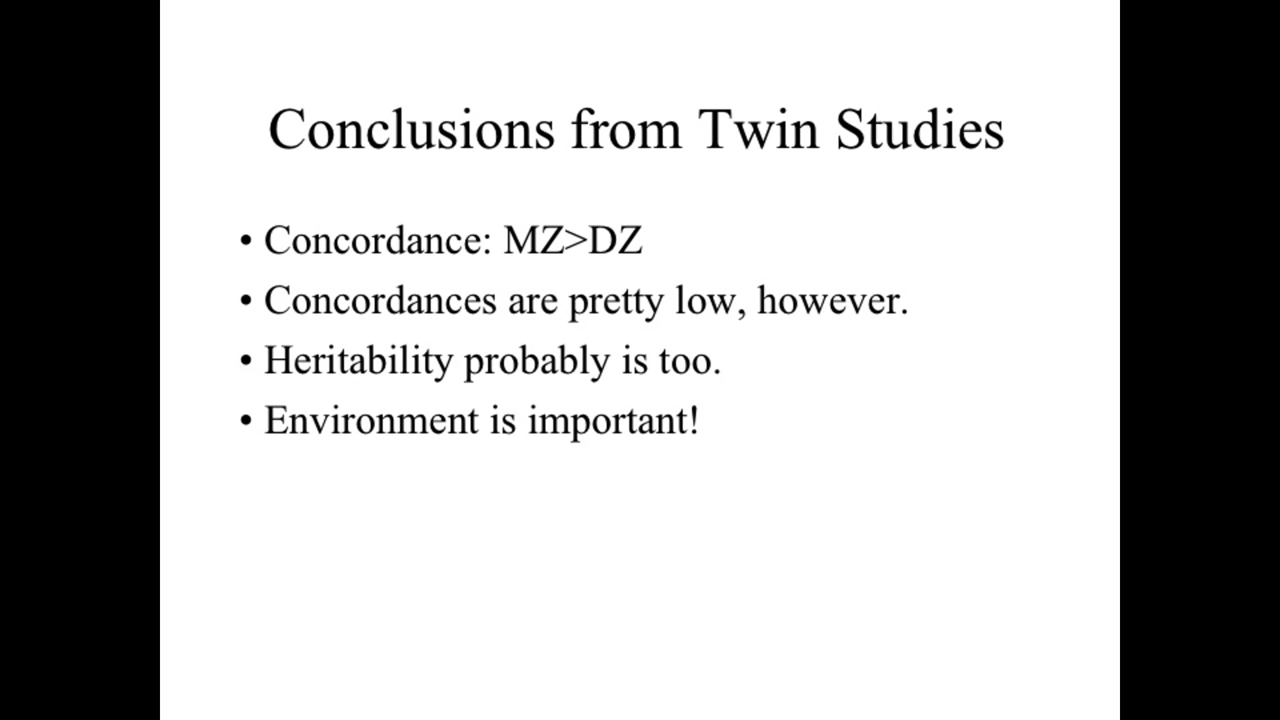 Conclusions from Twin Studies
• Concordance: MZ>DZ
• Concordances are pretty low, however.
• Heritability probably is too.
• Environment is important!